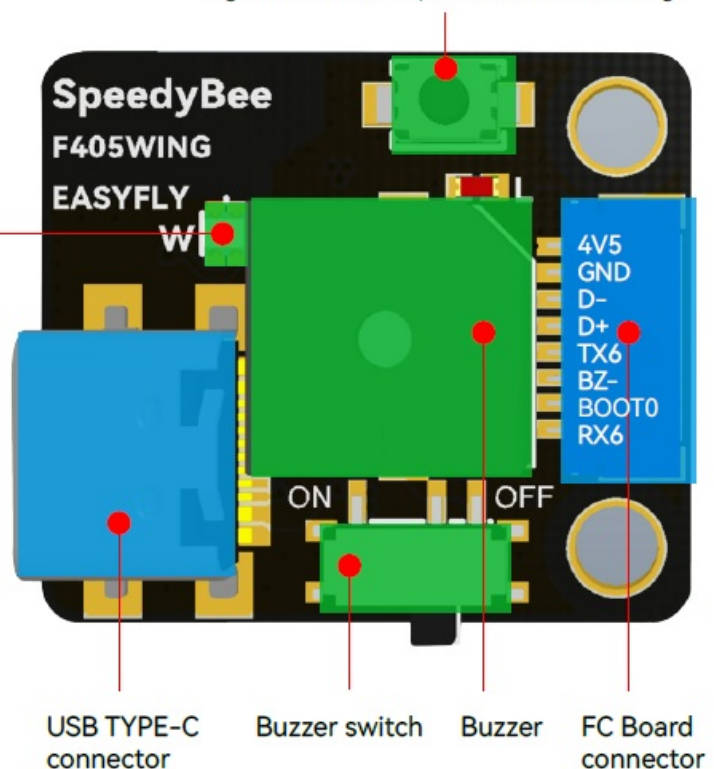 SpeedyBee
F405WING
EASYFLY
W
4V5
GND
D-
D+
TX6
BZ-
BOOT0
RX6
ON
OFF
USB TYPE-C
connector
Buzzer switch
Buzzer
FC Board
connector